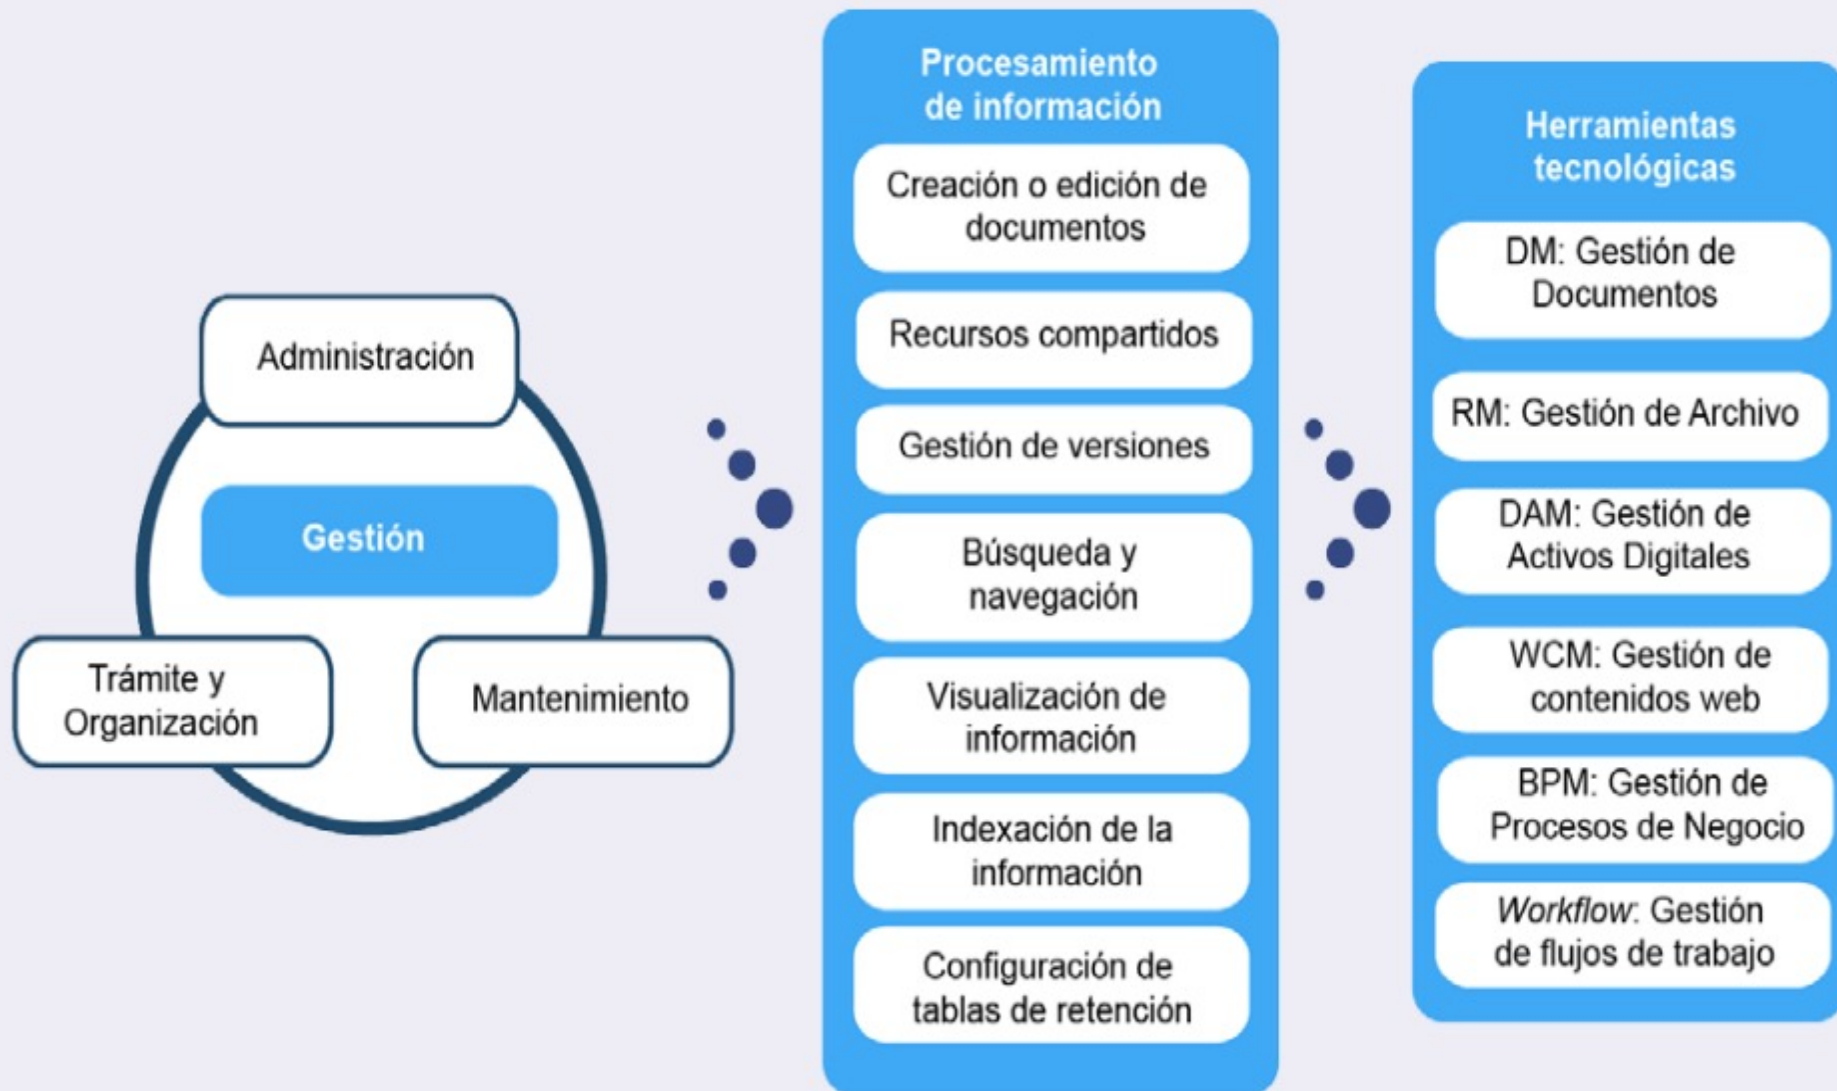 Administración
Gestión
Trámite y
Organización
Mantenimiento
Procesamiento
de información
Creación o edición de
documentos
Recursos compartidos
Gestión de versiones
Búsqueda y
navegación
Visualización de
información
Indexación de la
información
Configuración de
tablas de retención
Herramientas
tecnológicas
DM: Gestión de
Documentos
RM: Gestión de Archivo
DAM: Gestión de
Activos Digitales
WCM: Gestión de
contenidos web
BPM: Gestión de
Procesos de Negocio
Workflow: Gestión
de flujos de trabajo